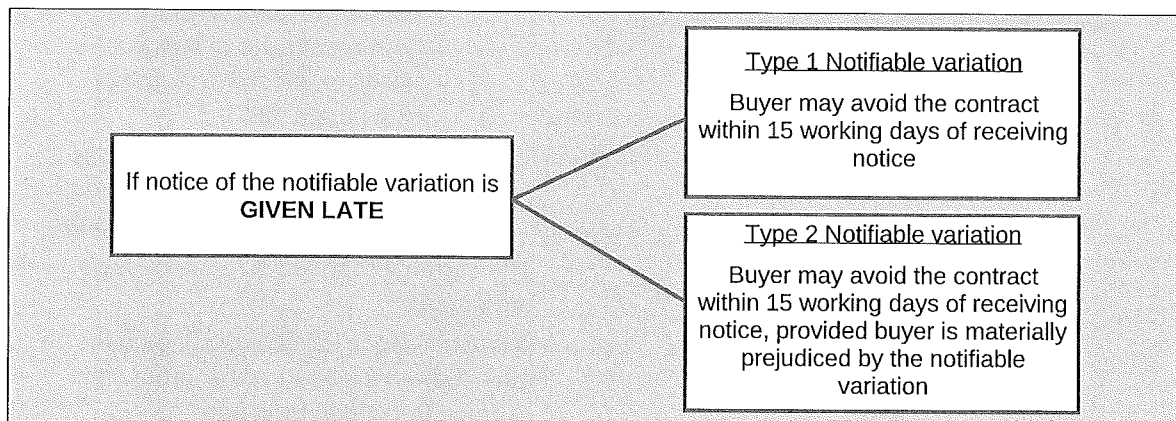 If notice of the notifiable variation is
GIVEN LATE
Type 1 Notifiable variation
Buyer may avoid the contract
within 15 working days of receiving
notice
Type 2 Notifiable variation
Buyer may avoid the contract
within 15 working days of receiving
notice, provided buyer is materially
prejudiced by the notifiable
variation